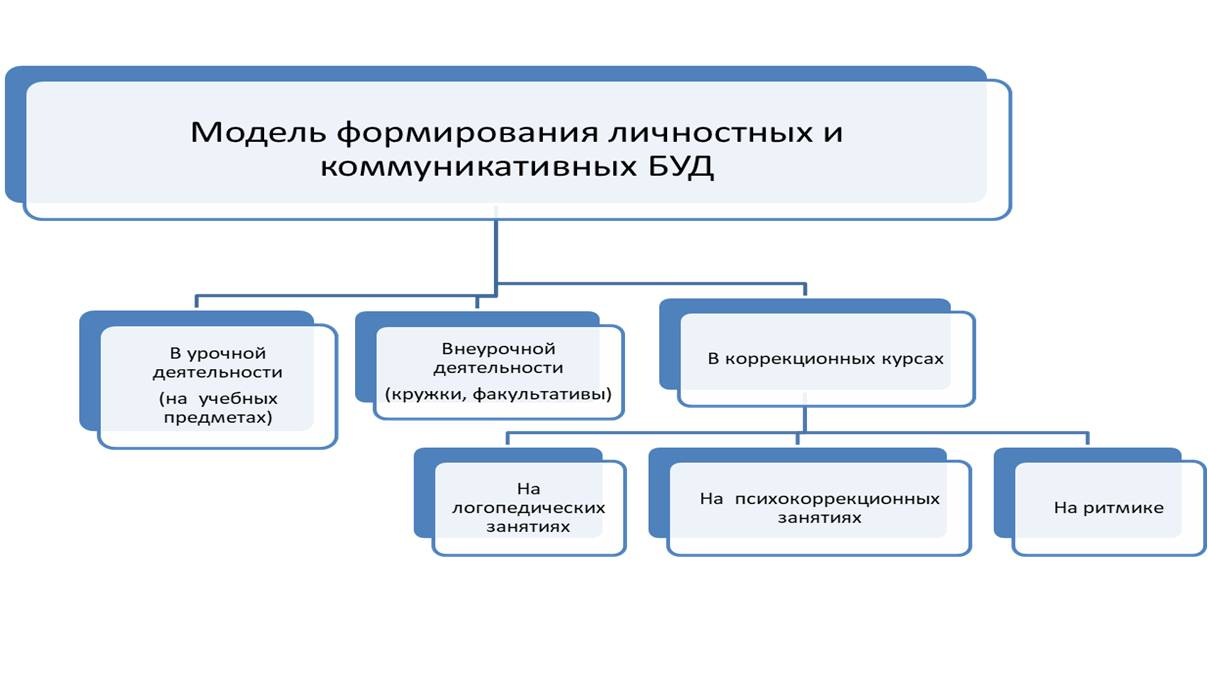 Модель формирования личностных и
коммуникативных БУД
В урочной
деятельности
(на учебных
предметах)
Внеурочной
деятельности
(кружки, факультативы)
В коррекционных курсах
На
логопедических
занятиях
На психокоррекционных
занятиях
На ритмике